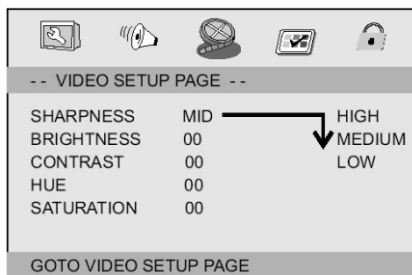 -- VIDEO SETUP PAGE --
SHARPNESS MID HIGH
BRIGHTNESS 00 MEDIUM
CONTRAST 00 LOW
HUE 00
SATURATION 00
GOTO VIDEO SETUP PAGE